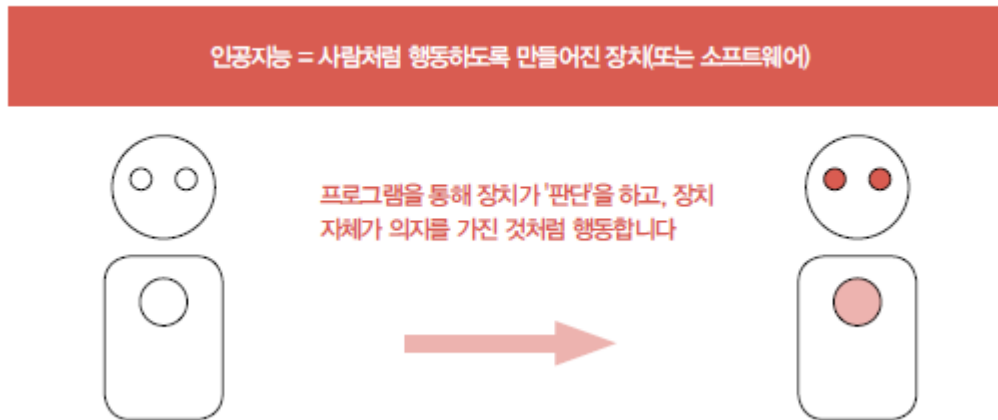 인공지능 = 사람처럼 행동하도록 만들어진 장치(또는 소프트웨어)
프로그램을 통해 장치가 '판단'을 하고, 장치
자체가 의지를 가진 것처럼 행동합니다